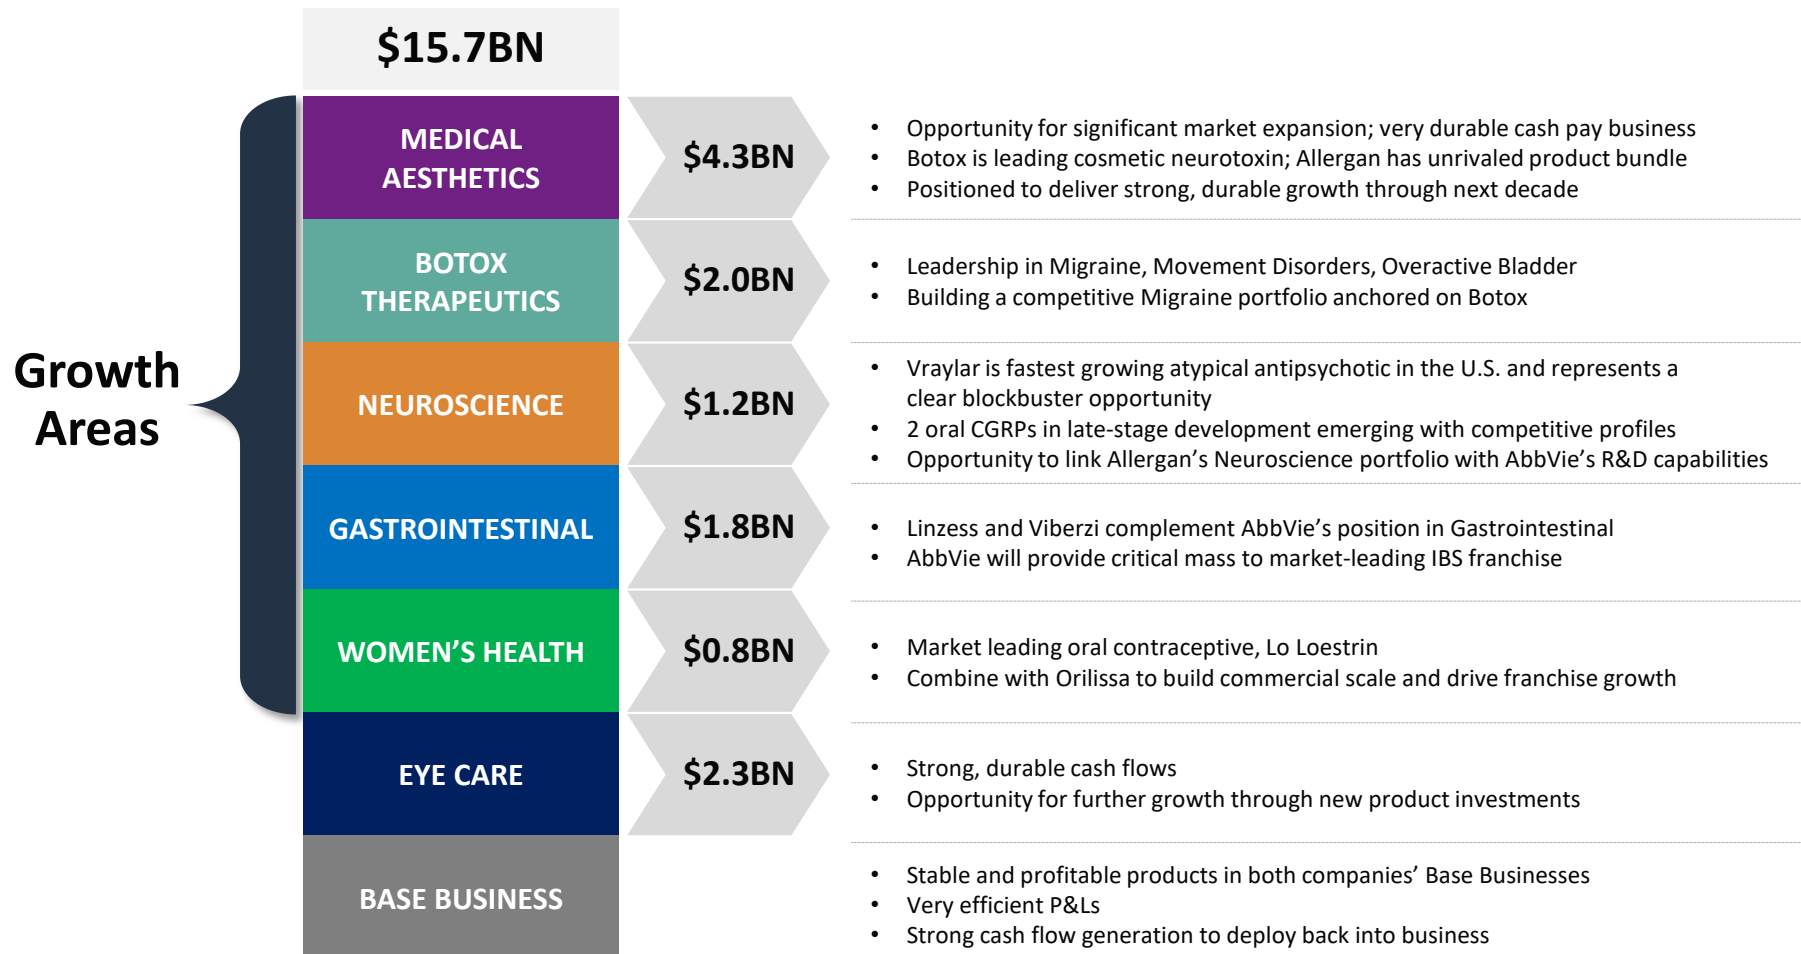 $15.7BN
Growth
Areas
MEDICAL
AESTHETICS
$4.3BN
• Opportunity for significant market expansion; very durable cash pay business
• Botox is leading cosmetic neurotoxin; Allergan has unrivaled product bundle
• Positioned to deliver strong, durable growth through next decade
BOTOX
THERAPEUTICS
$2.0BN
• Leadership in Migraine, Movement Disorders, Overactive Bladder
• Building a competitive Migraine portfolio anchored on Botox
NEUROSCIENCE
$1.2BN
• Vraylar is fastest growing atypical antipsychotic in the U.S. and represents a
clear blockbuster opportunity
• 2 oral CGRPs in late-stage development emerging with competitive profiles
• Opportunity to link Allergan’s Neuroscience portfolio with AbbVie’s R&D capabilities
GASTROINTESTINAL
$1.8BN
• Linzess and Viberzi complement AbbVie’s position in Gastrointestinal
• AbbVie will provide critical mass to market-leading IBS franchise
WOMEN’S HEALTH
$0.8BN
• Market leading oral contraceptive, Lo Loestrin
• Combine with Orilissa to build commercial scale and drive franchise growth
EYE CARE
$2.3BN
• Strong, durable cash flows
• Opportunity for further growth through new product investments
BASE BUSINESS
• Stable and profitable products in both companies’ Base Businesses
• Very efficient P&Ls
• Strong cash flow generation to deploy back into business